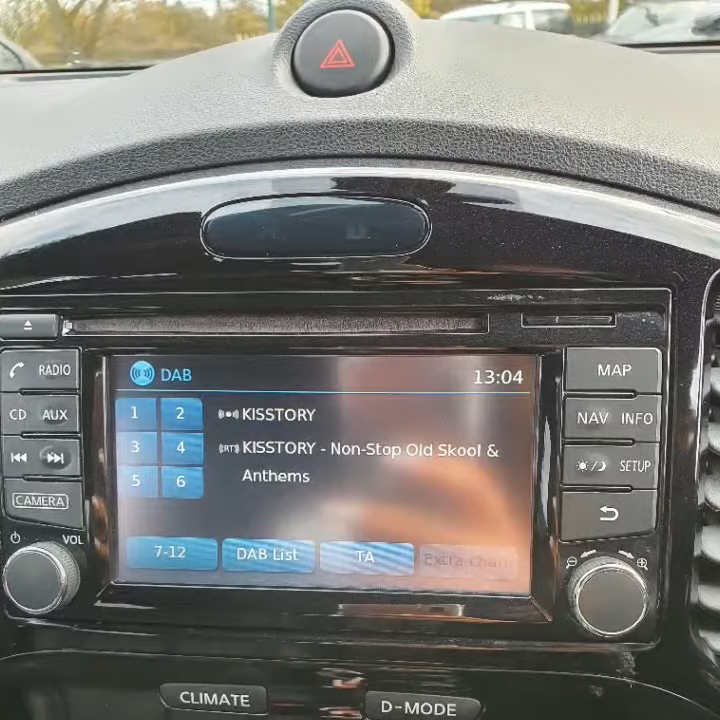 RADIO
CD AUX
CAMERA
VOL
DAB
13:04
1 2
3 4
5 6
KISSTORY
(RT) KISSTORY - Non-Stop Old Skool &
Anthems
7-12 DAB List TA Extra chan
MAP
NAV INFO
SETUP
CLIMATE
D-MODE